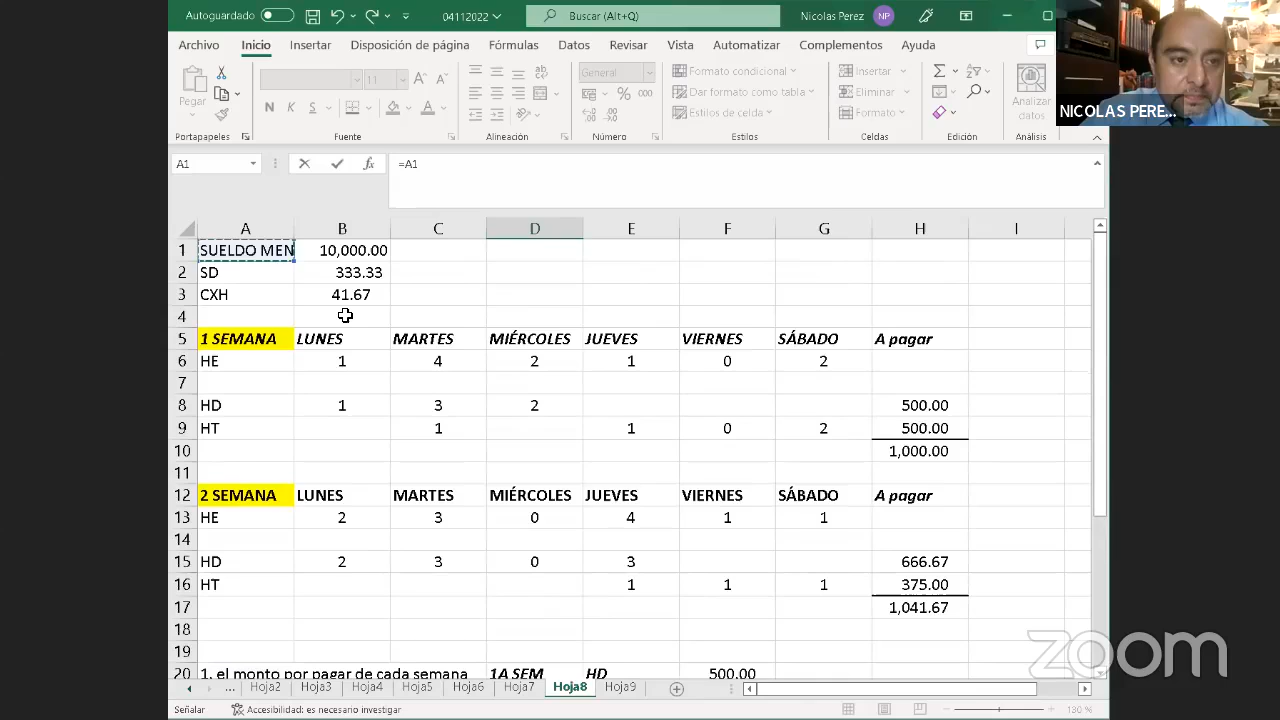 Autoguardado
04112022
Buscar (Alt+Q)
Nicolas Perez
NP
Archivo Inicio Insertar Disposición de página Fórmulas Datos Revisar Vista Automatizar Complementos Ayuda
NICOLAS PERE...
Pegar
11
N K S
General
% 000
Formato condicional
Dar formato como tabla
Estilos de celda
Insertar
Eliminar
Formato
Analizar datos
Portapapeles Fuente Alineación Número Estilos Celdas Edición Análisis
A1 fx =A1
A B C D E F G H I
1 SUELDO MEN 10,000.00
2 SD 333.33
3 CXH 41.67
4
5 1 SEMANA LUNES MARTES MIÉRCOLES JUEVES VIERNES SÁBADO A pagar
6 HE 1 4 2 1 0 2
7
8 HD 1 3 2 500.00
9 HT 1 1 0 2 500.00
10 1,000.00
11
12 2 SEMANA LUNES MARTES MIÉRCOLES JUEVES VIERNES SÁBADO A pagar
13 HE 2 3 0 4 1 1
14
15 HD 2 3 0 3 666.67
16 HT 1 1 1 375.00
17 1,041.67
18
19
20 1. el monto por pagar de cada semana 1A SEM HD 500.00
zoom
... Hoja2 Hoja3 Hoja4 Hoja5 Hoja6 Hoja7 Hoja8 Hoja9
Señalar Accesibilidad: es necesario investigar 130 %